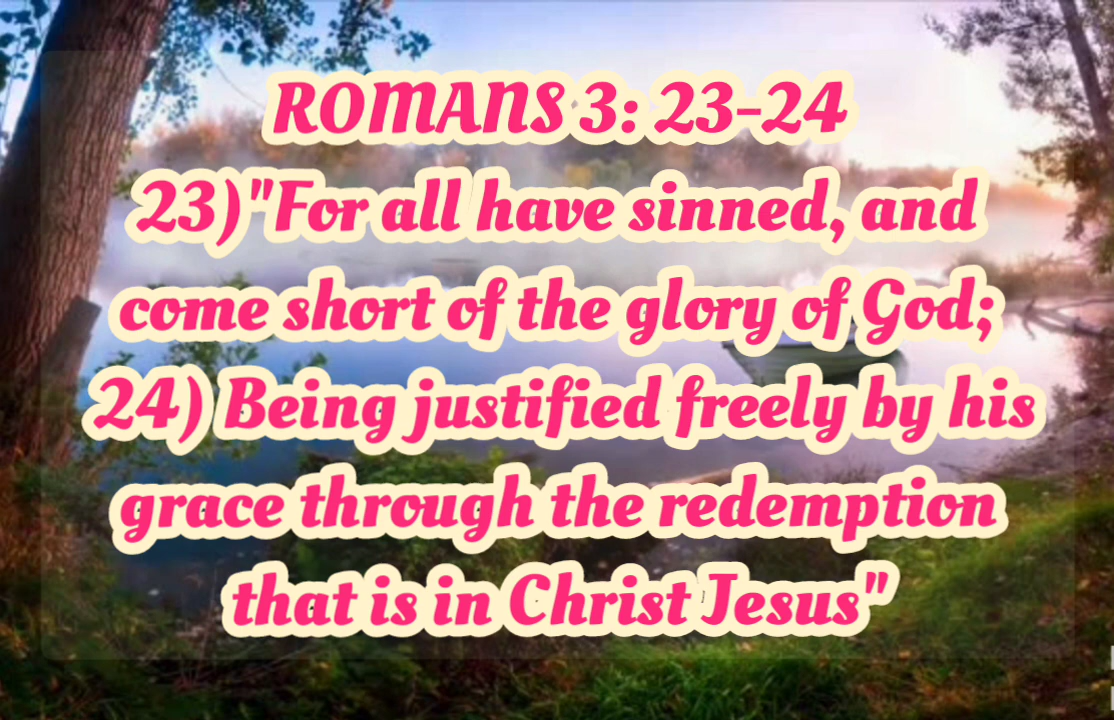 ROMANS 3: 23-24
23)"For all have sinned, and
come short of the glory of God;
24) Being justified freely by his
grace through the redemption
that is in Christ Jesus"